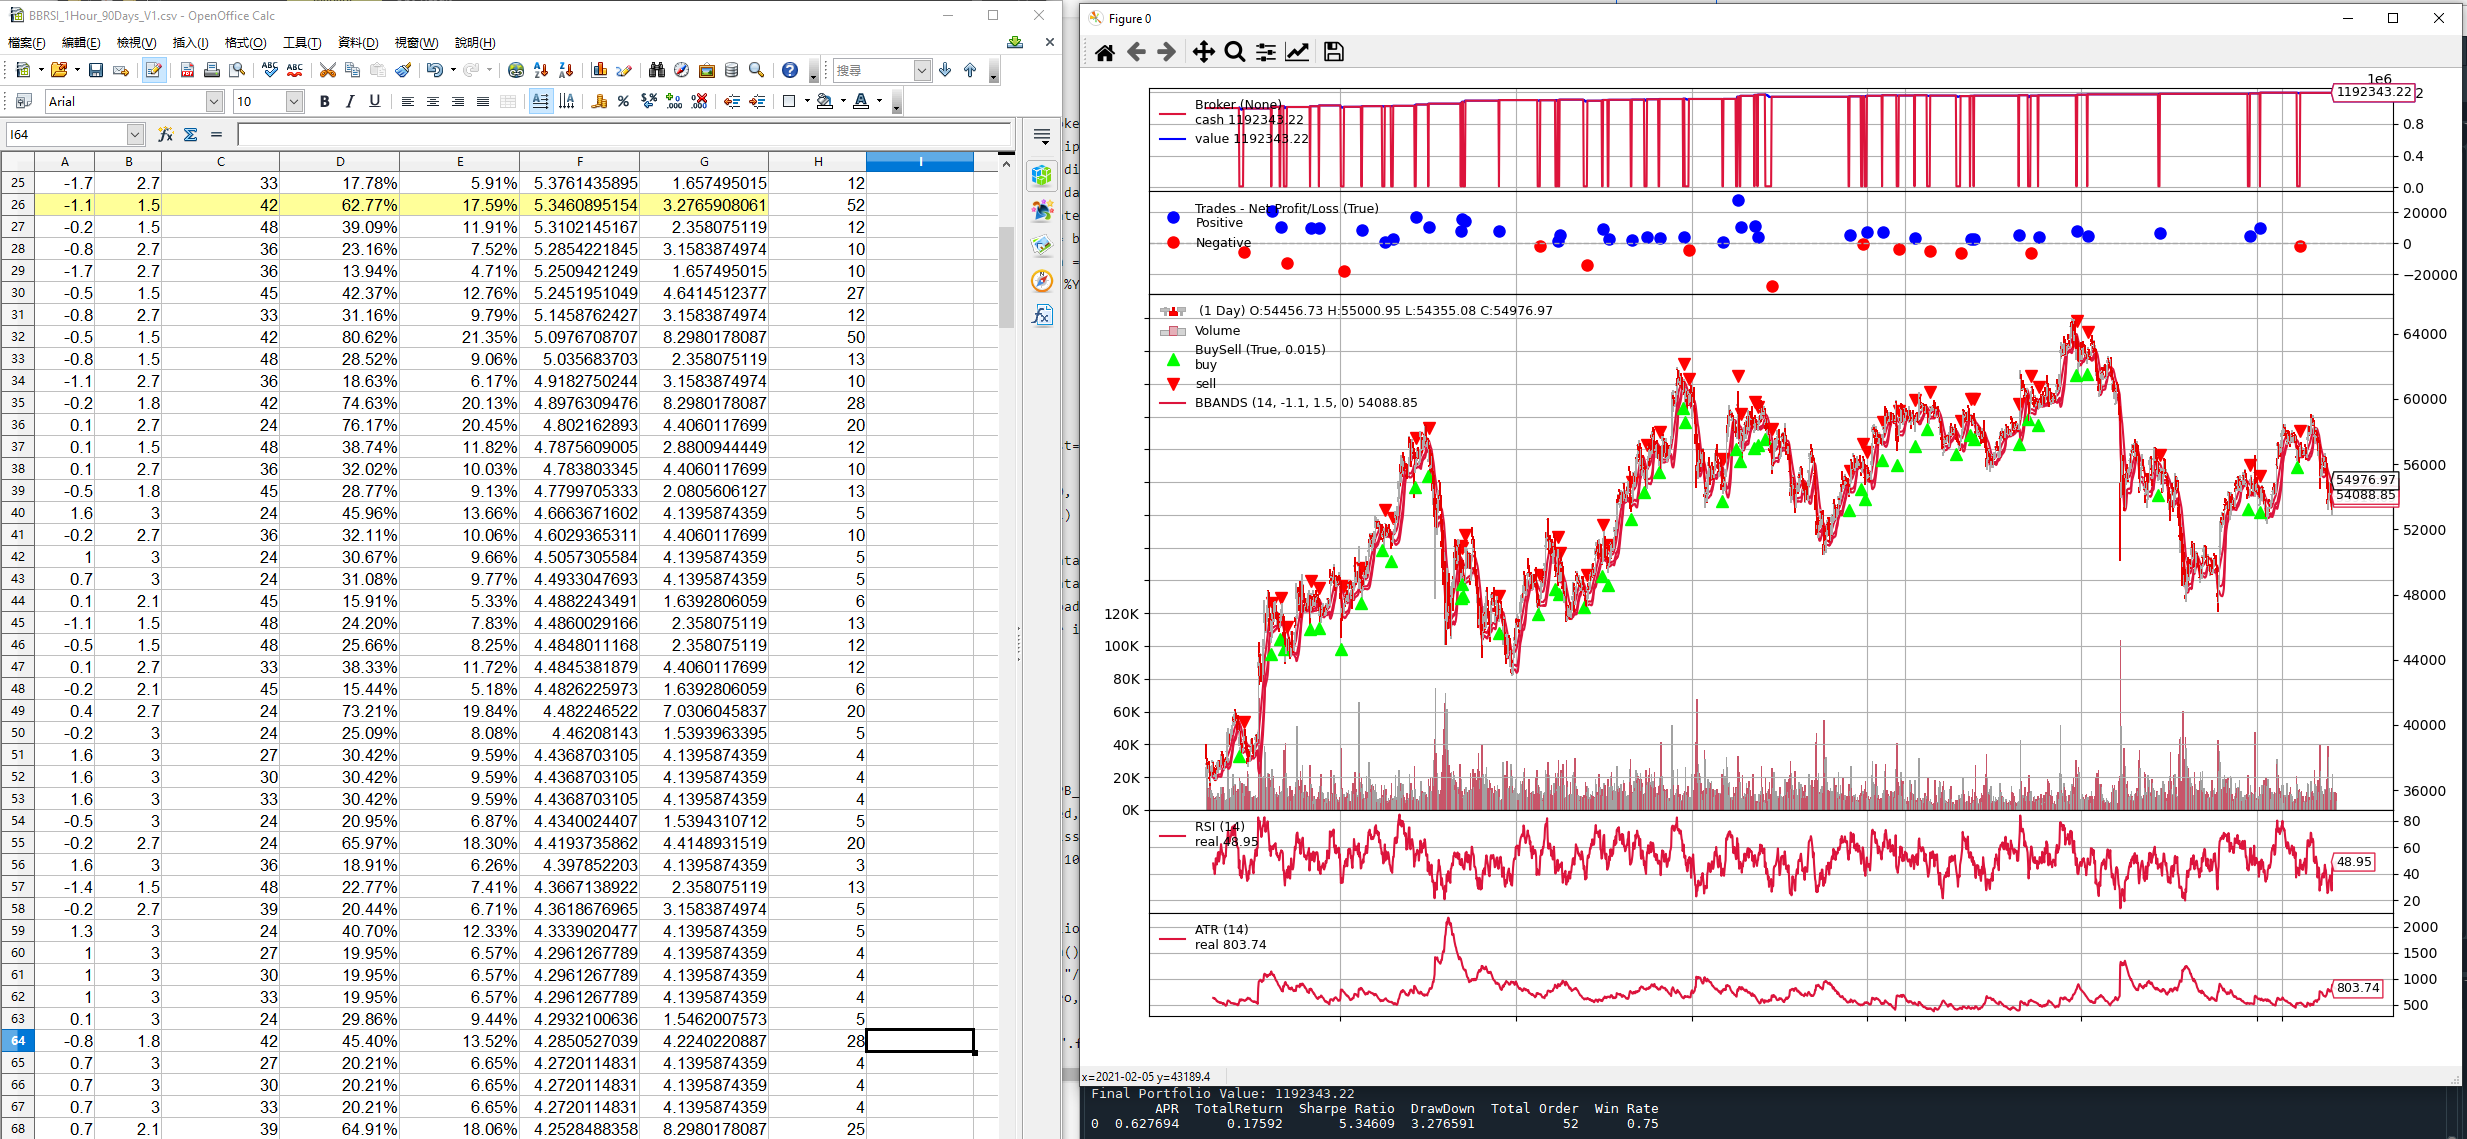 BBRSI_1Hour_90Days_V1.csv - OpenOffice Calc
檔案(F) 編輯(E) 檢視(V) 插入(I) 格式(O) 工具(T) 資料(D) 視窗(W) 說明(H)
搜尋
Arial 10
I64
A B C D E F G H I
25 -1.7 2.7 33 17.78% 5.91% 5.3761435895 1.657495015 12
26 -1.1 1.5 42 62.77% 17.59% 5.3460895154 3.2765908061 52
27 -0.2 1.5 48 39.09% 11.91% 5.3102145167 2.358075119 12
28 -0.8 2.7 36 23.16% 7.52% 5.2854221845 3.1583874974 10
29 -1.7 2.7 36 13.94% 4.71% 5.2509421249 1.657495015 10
30 -0.5 1.5 45 42.37% 12.76% 5.2451951049 4.6414512377 27
31 -0.8 2.7 33 31.16% 9.79% 5.1458762427 3.1583874974 12
32 -0.5 1.5 42 80.62% 21.35% 5.0976708707 8.2980178087 50
33 -0.8 1.5 48 28.52% 9.06% 5.035683703 2.358075119 13
34 -1.1 2.7 36 18.63% 6.17% 4.9182750244 3.1583874974 10
35 -0.2 1.8 42 74.63% 20.13% 4.8976309476 8.2980178087 28
36 0.1 2.7 24 76.17% 20.45% 4.802162893 4.4060117699 20
37 0.1 1.5 48 38.74% 11.82% 4.7875609005 2.8800944449 12
38 0.1 2.7 36 32.02% 10.03% 4.783803345 4.4060117699 10
39 -0.5 1.8 45 28.77% 9.13% 4.7799705333 2.0805606127 13
40 1.6 3 24 45.96% 13.66% 4.6663671602 4.1395874359 5
41 -0.2 2.7 36 32.11% 10.06% 4.6029365311 4.4060117699 10
42 1 3 24 30.67% 9.66% 4.5057305584 4.1395874359 5
43 0.7 3 24 31.08% 9.77% 4.4933047693 4.1395874359 5
44 0.1 2.1 45 15.91% 5.33% 4.4882243491 1.6392806059 6
45 -1.1 1.5 48 24.20% 7.83% 4.4860029166 2.358075119 13
46 -0.5 1.5 48 25.66% 8.25% 4.4848011168 2.358075119 12
47 0.1 2.7 33 38.33% 11.72% 4.4845381879 4.4060117699 12
48 -0.2 2.1 45 15.44% 5.18% 4.4826225973 1.6392806059 6
49 0.4 2.7 24 73.21% 19.84% 4.482246522 7.0306045837 20
50 -0.2 3 24 25.09% 8.08% 4.46208143 1.5393963395 5
51 1.6 3 27 30.42% 9.59% 4.4368703105 4.1395874359 4
52 1.6 3 30 30.42% 9.59% 4.4368703105 4.1395874359 4
53 1.6 3 33 30.42% 9.59% 4.4368703105 4.1395874359 4
54 -0.5 3 24 20.95% 6.87% 4.4340024407 1.5394310712 5
55 -0.2 2.7 24 65.97% 18.30% 4.4193735862 4.4148931519 20
56 1.6 3 36 18.91% 6.26% 4.397852203 4.1395874359 3
57 -1.4 1.5 48 22.77% 7.41% 4.3667138922 2.358075119 13
58 -0.2 2.7 39 20.44% 6.71% 4.3618676965 3.1583874974 5
59 1.3 3 24 40.70% 12.33% 4.3339020477 4.1395874359 5
60 1 3 27 19.95% 6.57% 4.2961267789 4.1395874359 4
61 1 3 30 19.95% 6.57% 4.2961267789 4.1395874359 4
62 1 3 33 19.95% 6.57% 4.2961267789 4.1395874359 4
63 0.1 3 24 29.86% 9.44% 4.2932100636 1.5462007573 5
64 -0.8 1.8 42 45.40% 13.52% 4.2850527039 4.2240220887 28
65 0.7 3 27 20.21% 6.65% 4.2720114831 4.1395874359 4
66 0.7 3 30 20.21% 6.65% 4.2720114831 4.1395874359 4
67 0.7 3 33 20.21% 6.65% 4.2720114831 4.1395874359 4
68 0.7 2.1 39 64.91% 18.06% 4.2528488358 8.2980178087 25
Figure 0
1e6
Broker (None)
cash 1192343.22
value 1192343.22
1192343.22
0.8
0.4
0.0
Trades - Net Profit/Loss (True)
Positive
Negative
20000
0
−20000
(1 Day) O:54456.73 H:55000.95 L:54355.08 C:54976.97
Volume
BuySell (True, 0.015)
buy
sell
BBANDS (14, -1.1, 1.5, 0) 54088.85
64000
60000
56000
54976.97
54088.85
52000
48000
44000
40000
36000
120K
100K
80K
60K
40K
20K
0K
RSI (14)
real 48.95
80
60
48.95
40
20
ATR (14)
real 803.74
2000
1500
1000
803.74
500
x=2021-02-05 y=43189.4
Final Portfolio Value: 1192343.22
APR TotalReturn Sharpe Ratio DrawDown Total Order Win Rate
0 0.627694 0.17592 5.34609 3.276591 52 0.75